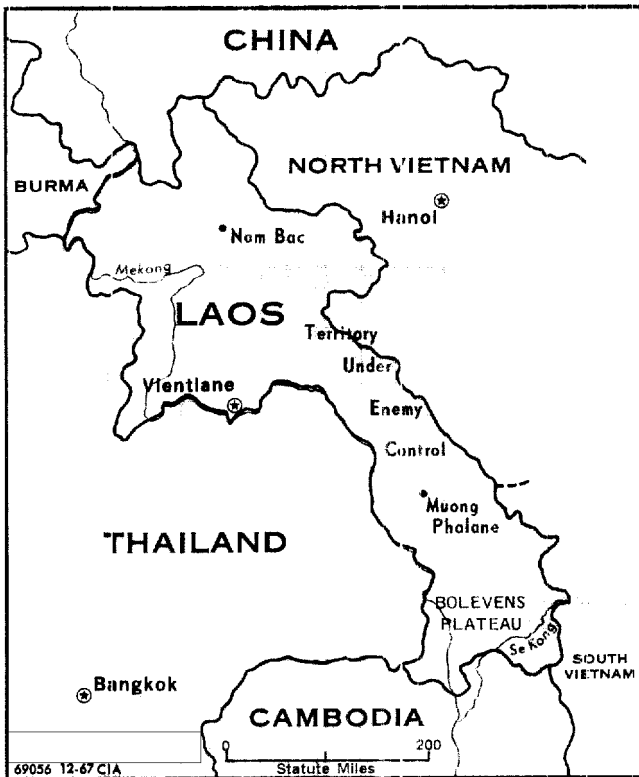 CHINA
NORTH VIETNAM
BURMA
Hanoi
Nam Bac
Mekong
LAOS
Territory
Under
Vientiane
Enemy
Control
Muong
Phalane
THAILAND
BOLEVENS
PLATEAU
Se Kong
SOUTH
VIETNAM
Bangkok
CAMBODIA
0 200
Statute Miles
69056 12-67 CIA